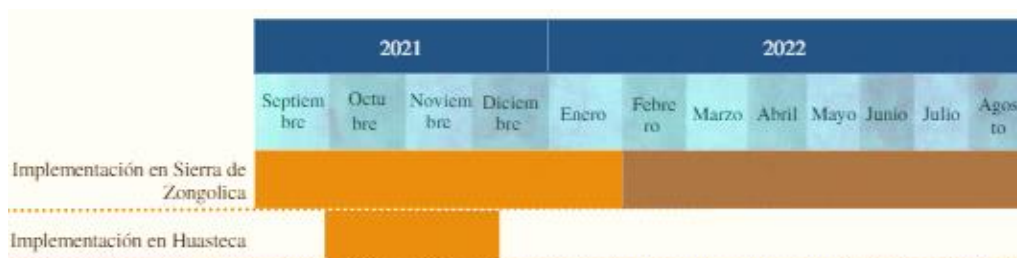 2021 2022
Septiem Octu Noviem Diciem Enero Febre Marzo Abril Mayo Junio Julio Agos
bre bre bre bre ro to
Implementación en Sierra de
Zongolica
Implementación en Huasteca